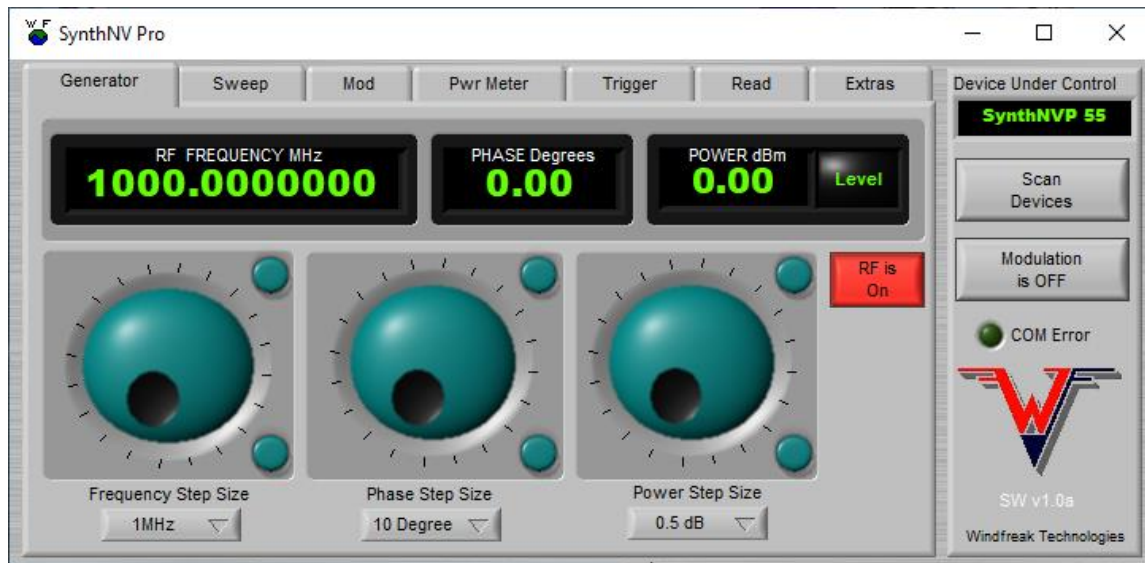 W F
SynthNV Pro
Generator
Sweep
Mod
Pwr Meter
Trigger
Read
Extras
Device Under Control
SynthNVP 55
RF FREQUENCY MHz
1000.0000000
PHASE Degrees
0.00
POWER dBm
0.00
Level
Scan
Devices
RF is
On
Modulation
is OFF
COM Error
Frequency Step Size
1MHz
Phase Step Size
10 Degree
Power Step Size
0.5 dB
W
SW v1.0a
Windfreak Technologies